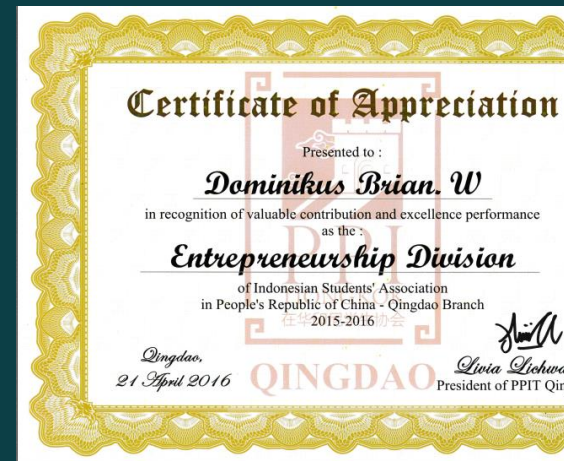 Certificate of Appreciation
Presented to :
Dominikus Brian. W
in recognition of valuable contribution and excellence performance
as the :
Entrepreneurship Division
of Indonesian Students' Association
in People's Republic of China - Qingdao Branch
2015-2016
PPI
QINGDAO
Qingdao,
21 April 2016
Livia
President of PPIT